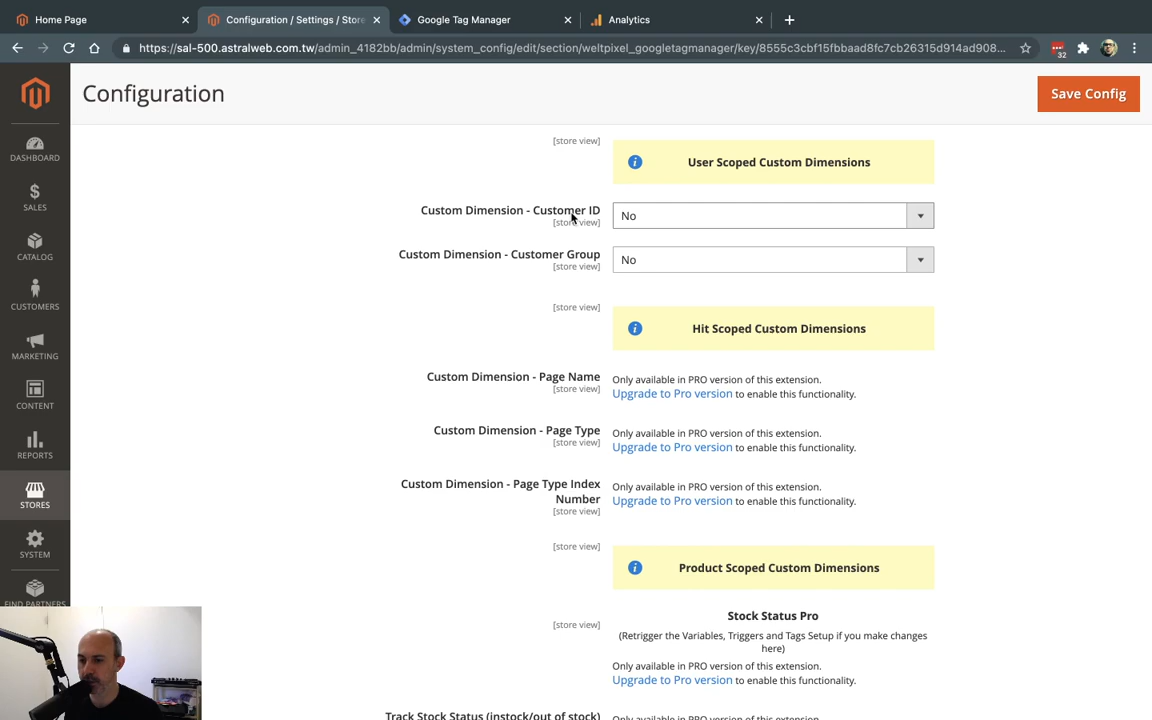 Home Page
Configuration / Settings / Store
Google Tag Manager
Analytics
https://sal-500.astralweb.com.tw/admin_4182bb/admin/system_config/edit/section/weltpixel_googletagmanager/key/8555c3cbf15fbbaad8fc7cb26315d914ad908...
32
Configuration
Save Config
DASHBOARD
SALES
CATALOG
CUSTOMERS
MARKETING
CONTENT
REPORTS
STORES
SYSTEM
FIND PARTNERS
[store view]
User Scoped Custom Dimensions
Custom Dimension - Customer ID
[store view]
No
Custom Dimension - Customer Group
[store view]
No
[store view]
Hit Scoped Custom Dimensions
Custom Dimension - Page Name
[store view]
Only available in PRO version of this extension.
Upgrade to Pro version to enable this functionality.
Custom Dimension - Page Type
[store view]
Only available in PRO version of this extension.
Upgrade to Pro version to enable this functionality.
Custom Dimension - Page Type Index
Number
[store view]
Only available in PRO version of this extension.
Upgrade to Pro version to enable this functionality.
[store view]
Product Scoped Custom Dimensions
[store view]
Stock Status Pro
(Retrigger the Variables, Triggers and Tags Setup if you make changes
here)
Only available in PRO version of this extension.
Upgrade to Pro version to enable this functionality.
Track Stock Status (instock/out of stock)
Only available in PRO version of this extension.